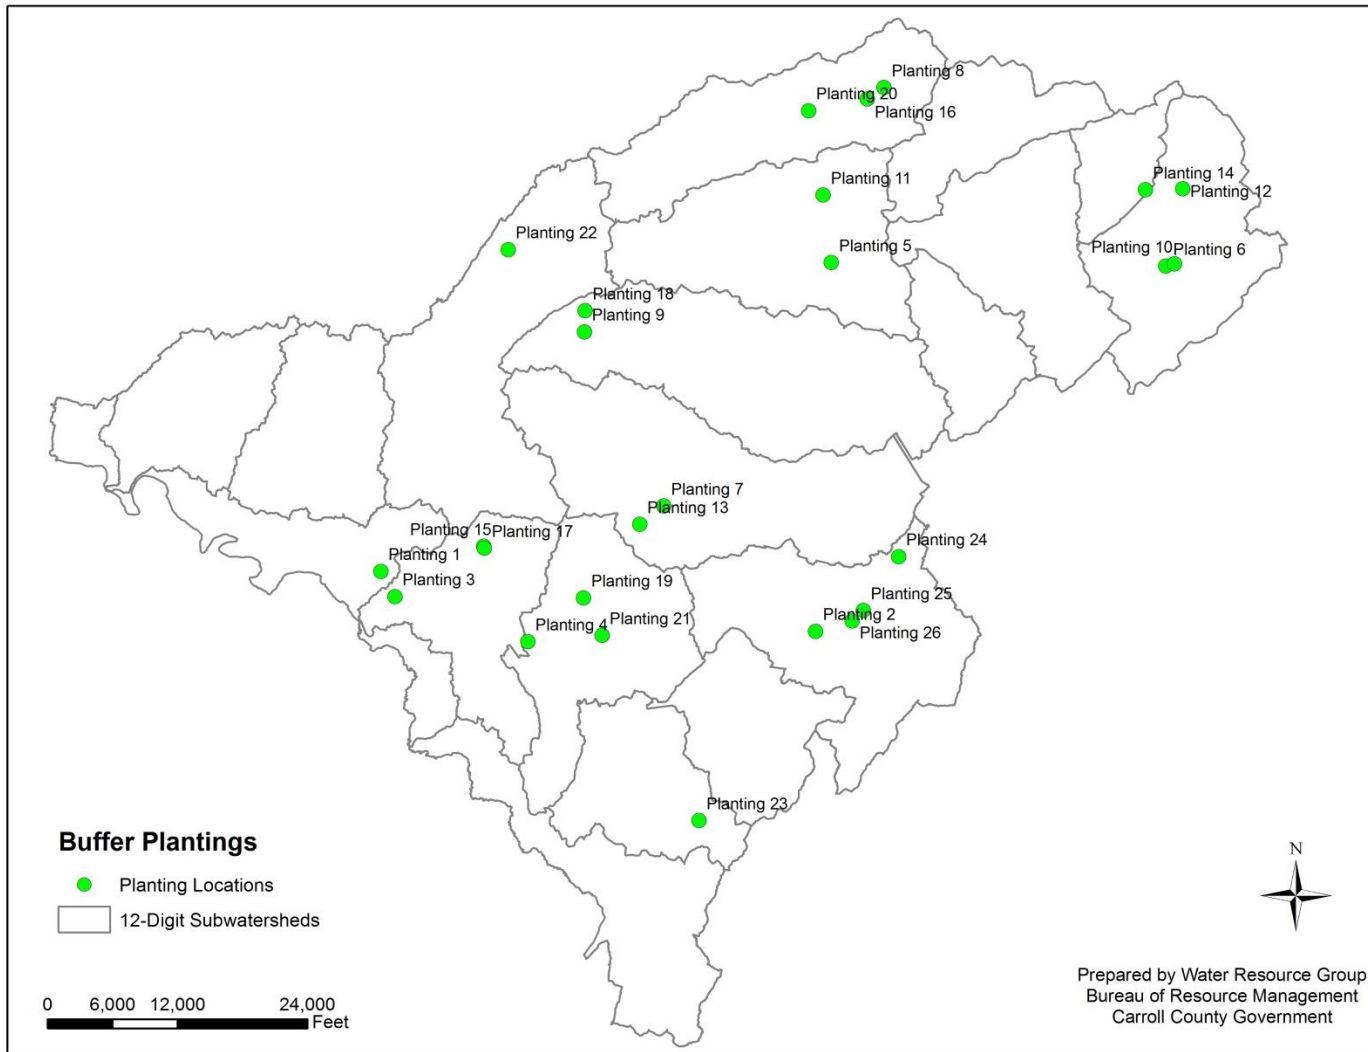 Planting 8
Planting 20
Planting 16
Planting 14
Planting 12
Planting 11
Planting 22
Planting 5
Planting 10
Planting 6
Planting 18
Planting 9
Planting 7
Planting 13
Planting 15
Planting 17
Planting 24
Planting 1
Planting 3
Planting 19
Planting 25
Planting 2
Planting 21
Planting 4
Planting 26
Planting 23
Buffer Plantings
Planting Locations
12-Digit Subwatersheds
0 6,000 12,000 24,000
Feet
N
Prepared by Water Resource Group
Bureau of Resource Management
Carroll County Government